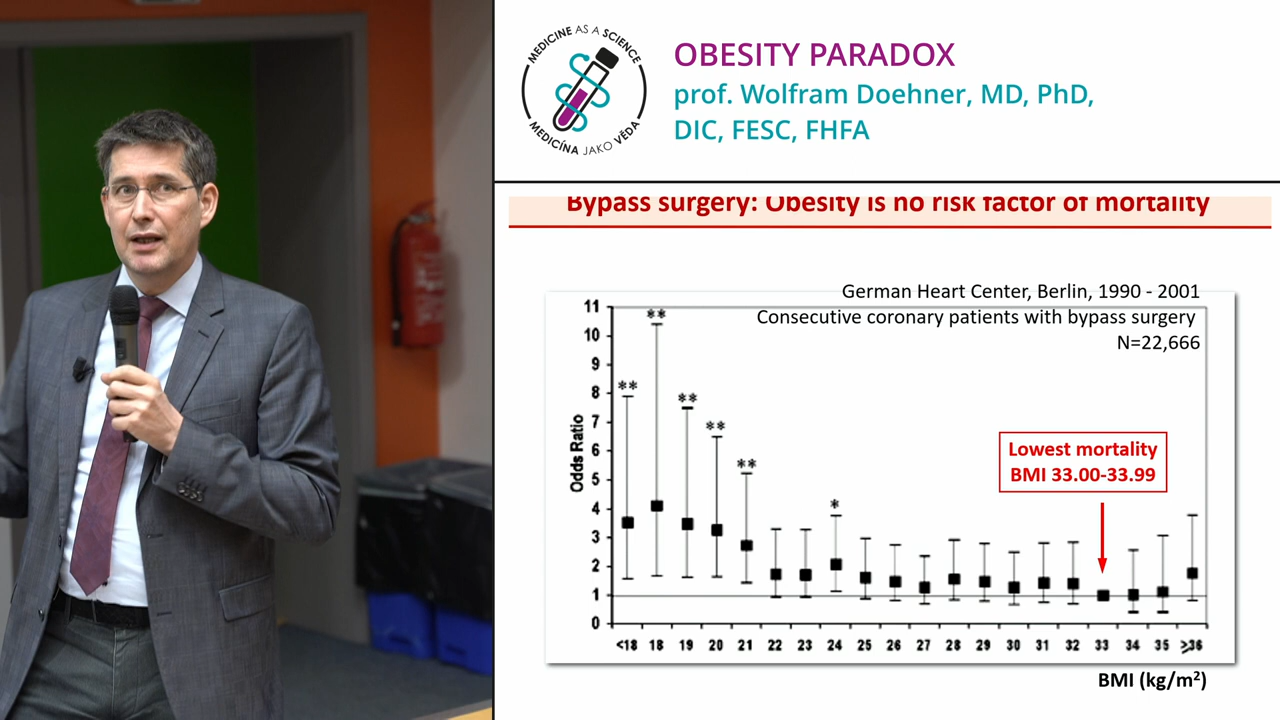 MEDICINE AS A SCIENCE
MEDICÍNA JAKO VĚDA
OBESITY PARADOX
prof. Wolfram Doehner, MD, PhD,
DIC, FESC, FHFA
Bypass surgery: Obesity is no risk factor of mortality
German Heart Center, Berlin, 1990 - 2001
Consecutive coronary patients with bypass surgery
N=22,666
Odds Ratio
11
10
9
8
7
6
5
4
3
2
1
0
** ** ** ** ** *
Lowest mortality
BMI 33.00-33.99
<18 18 19 20 21 22 23 24 25 26 27 28 29 30 31 32 33 34 35 ≥36
BMI (kg/m²)